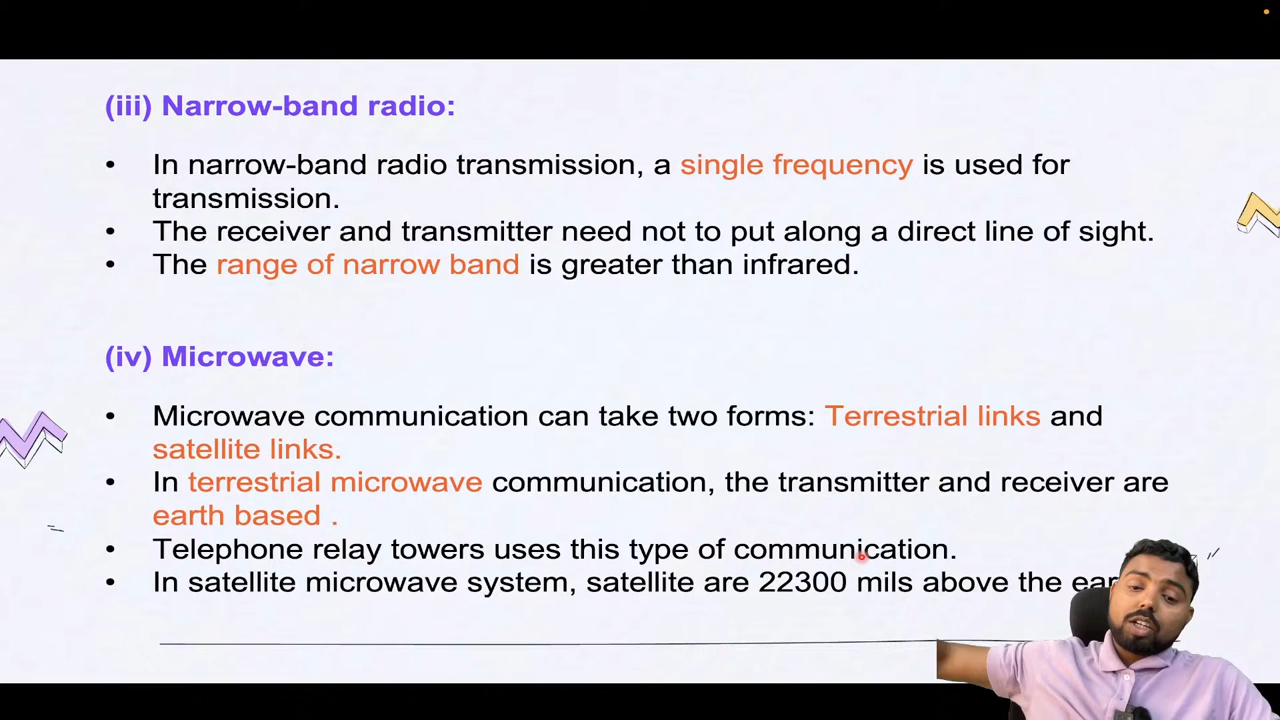 (iii) Narrow-band radio:
• In narrow-band radio transmission, a single frequency is used for
transmission.
• The receiver and transmitter need not to put along a direct line of sight.
• The range of narrow band is greater than infrared.
(iv) Microwave:
• Microwave communication can take two forms: Terrestrial links and
satellite links.
• In terrestrial microwave communication, the transmitter and receiver are
earth based .
• Telephone relay towers uses this type of communication.
• In satellite microwave system, satellite are 22300 mils above the